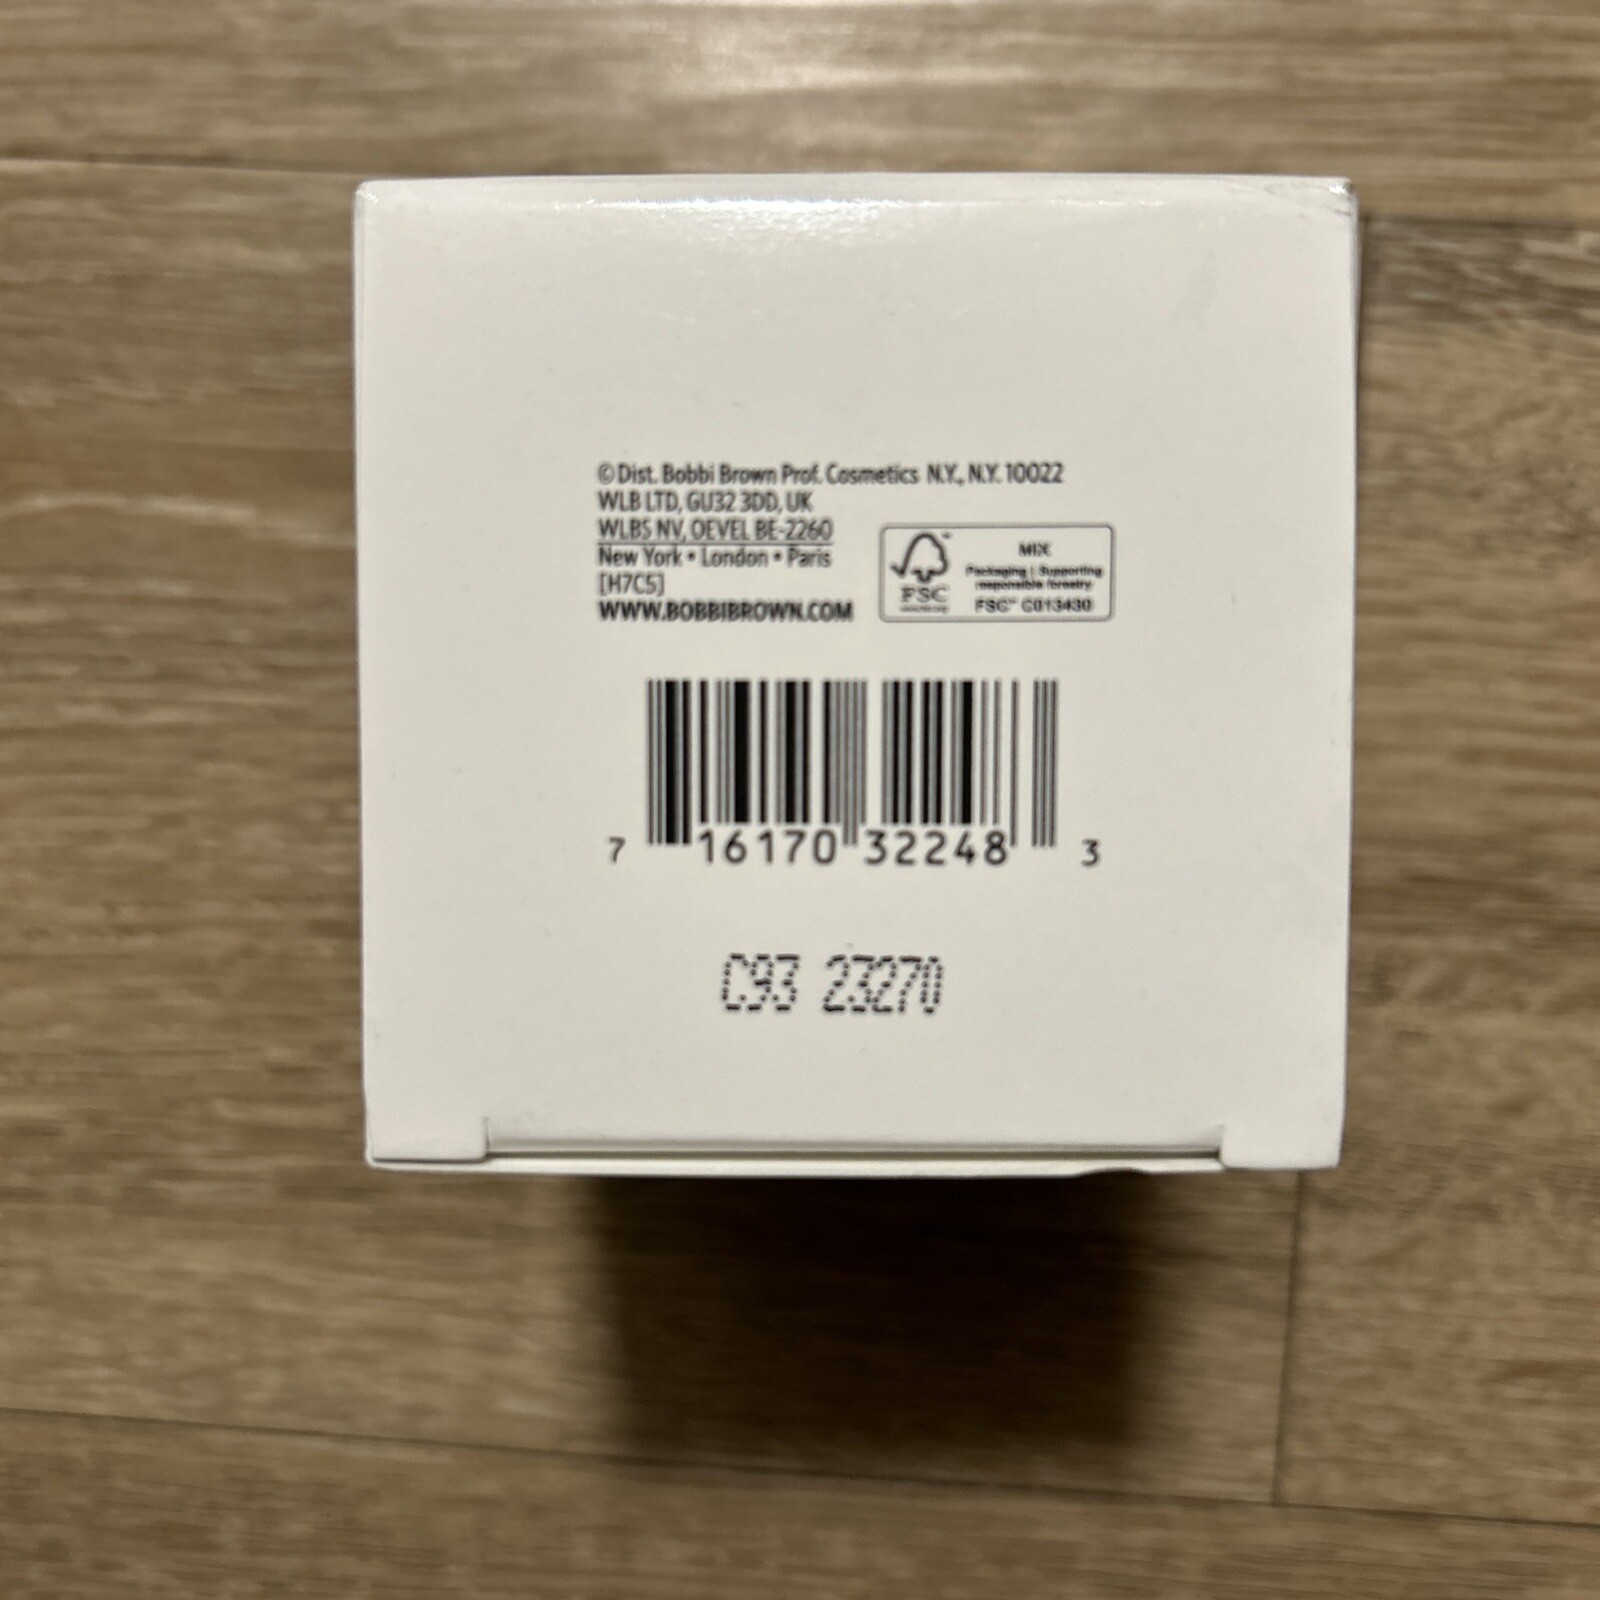 © Dist. Bobbi Brown Prof. Cosmetics N.Y., N.Y. 10022
WLB LTD, GU32 3DD, UK
WLBS NV, OEVEL BE-2260
New York • London • Paris
[H7C5]
WWW.BOBBIBROWN.COM
FSC
MIX
Packaging | Supporting
responsible forestry
FSC™ C013430
7 16170 32248 3
C93 23270